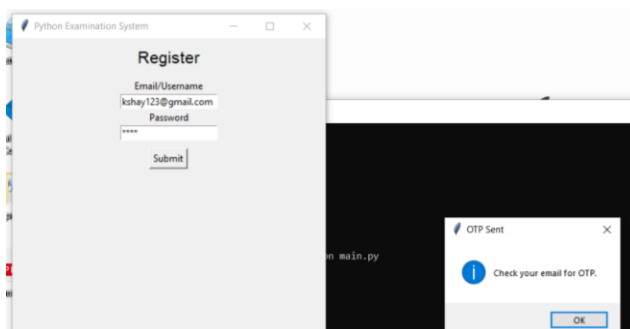 Python Examination System
Register
Email/Username
kshay123@gmail.com
Password
****
Submit
main.py
OTP Sent
Check your email for OTP.
OK